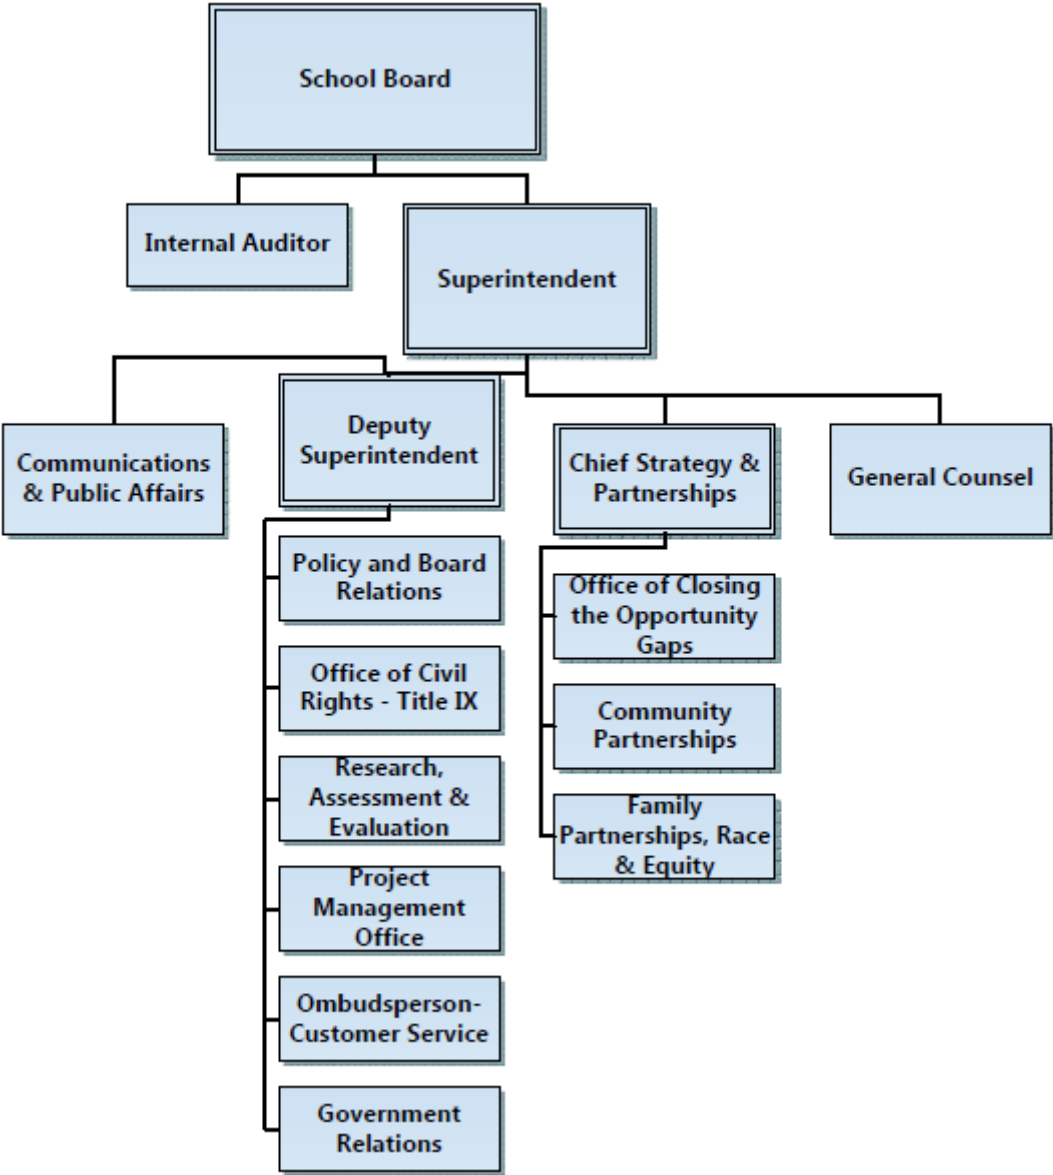 School Board
Internal Auditor
Superintendent
Communications
& Public Affairs
Deputy
Superintendent
Chief Strategy &
Partnerships
General Counsel
Policy and Board
Relations
Office of Civil
Rights - Title IX
Research,
Assessment &
Evaluation
Project
Management
Office
Ombudsperson-
Customer Service
Government
Relations
Office of Closing
the Opportunity
Gaps
Community
Partnerships
Family
Partnerships, Race
& Equity